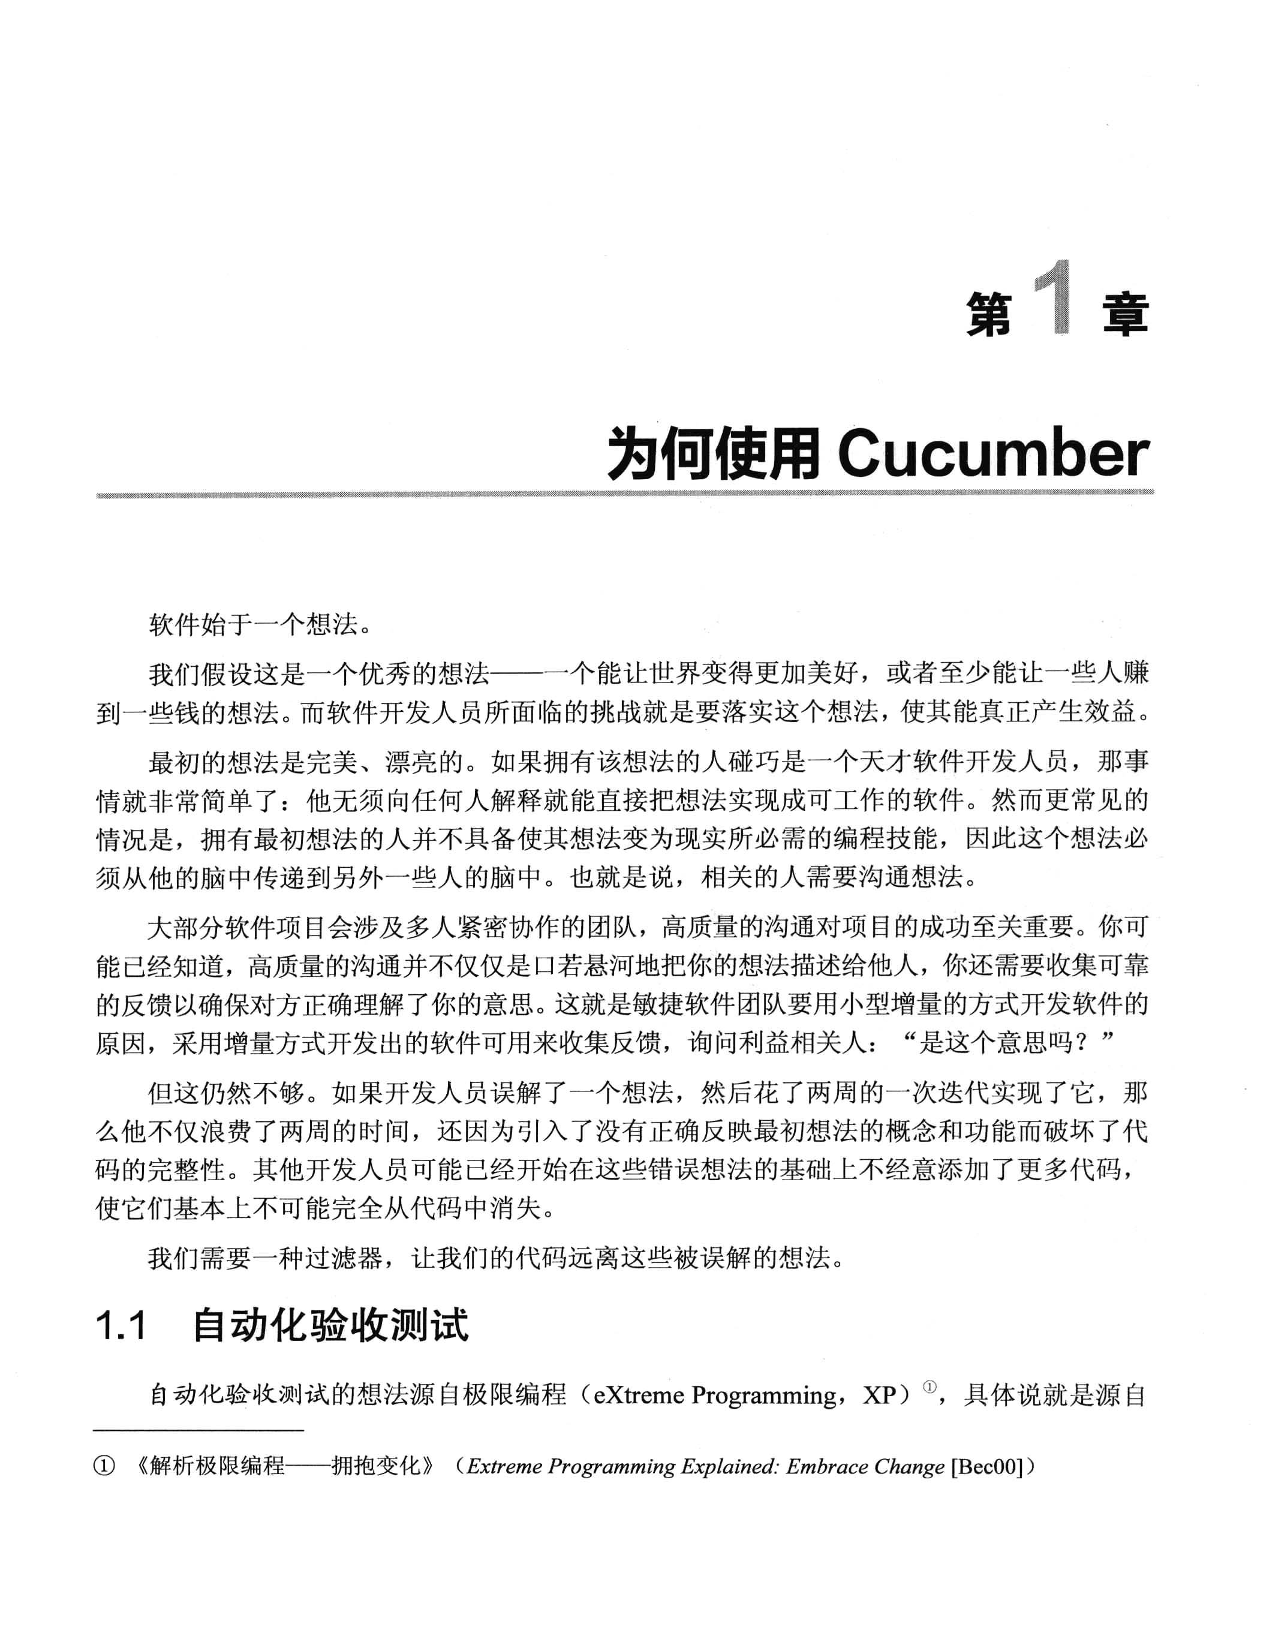 第1章
为何使用 Cucumber
软件始于一个想法。
我们假设这是一个优秀的想法——一个能让世界变得更加美好，或者至少能让一些人赚
到一些钱的想法。而软件开发人员所面临的挑战就是要落实这个想法，使其能真正产生效益。
最初的想法是完美、漂亮的。如果拥有该想法的人碰巧是一个天才软件开发人员，那事
情就非常简单了：他无须向任何人解释就能直接把想法实现成可工作的软件。然而更常见的
情况是，拥有最初想法的人并不具备使其想法变为现实所必需的编程技能，因此这个想法必
须从他的脑中传递到另外一些人的脑中。也就是说，相关的人需要沟通想法。
大部分软件项目会涉及多人紧密协作的团队，高质量的沟通对项目的成功至关重要。你可
能已经知道，高质量的沟通并不仅仅是口若悬河地把你的想法描述给他人，你还需要收集可靠
的反馈以确保对方正确理解了你的意思。这就是敏捷软件团队要用小型增量的方式开发软件的
原因，采用增量方式开发出的软件可用来收集反馈，询问利益相关人：“是这个意思吗？”
但这仍然不够。如果开发人员误解了一个想法，然后花了两周的一次迭代实现了它，那
么他不仅浪费了两周的时间，还因为引入了没有正确反映最初想法的概念和功能而破坏了代
码的完整性。其他开发人员可能已经开始在这些错误想法的基础上不经意添加了更多代码，
使它们基本上不可能完全从代码中消失。
我们需要一种过滤器，让我们的代码远离这些被误解的想法。
1.1 自动化验收测试
自动化验收测试的想法源自极限编程（eXtreme Programming，XP）①，具体说就是源自
① 《解析极限编程——拥抱变化》（Extreme Programming Explained: Embrace Change [Bec00]）